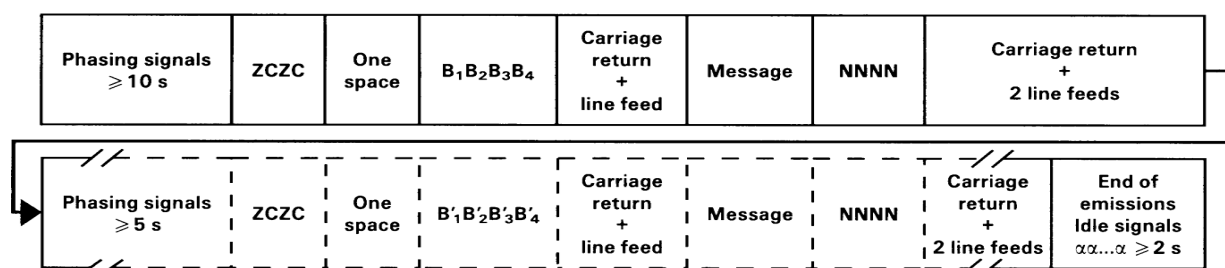 Phasing signals
⩾ 10 s
ZCZC
One
space
B₁B₂B₃B₄
Carriage
return
+
line feed
Message
NNNN
Carriage return
+
2 line feeds
Phasing signals
⩾ 5 s
ZCZC
One
space
B′₁B′₂B′₃B′₄
Carriage
return
+
line feed
Message
NNNN
Carriage
return
+
2 line feeds
End of
emissions
Idle signals
αα...α ⩾ 2 s